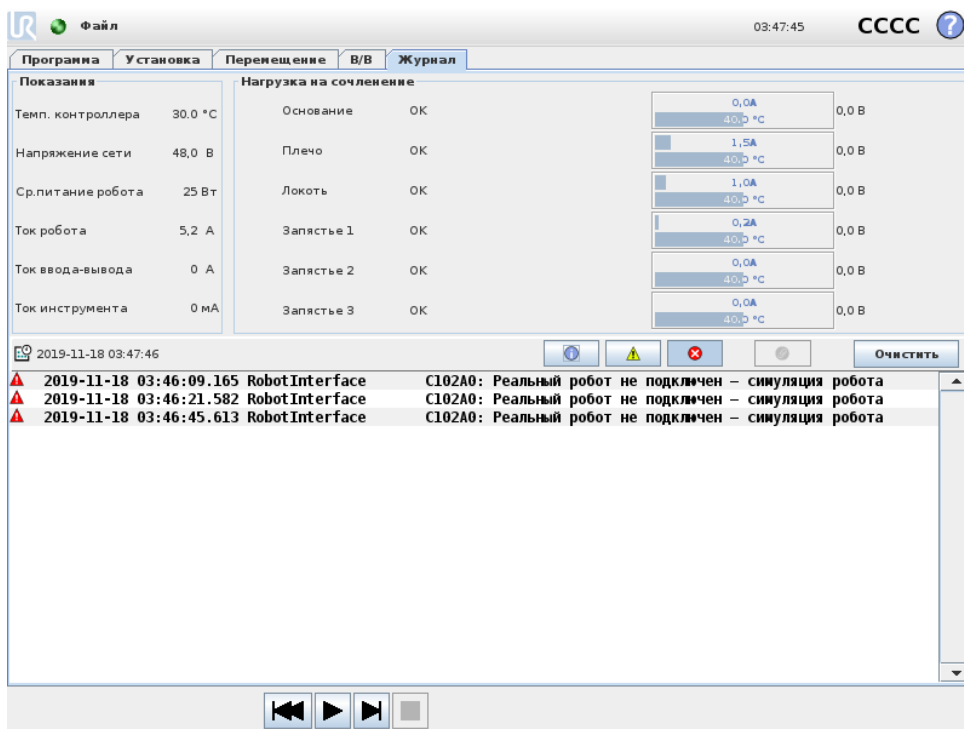 UR Файл 03:47:45 CCCC ?
Программа Установка Перемещение В/В Журнал
Показания
Темп. контроллера 30.0 °C
Напряжение сети 48,0 В
Ср.питание робота 25 Вт
Ток робота 5,2 А
Ток ввода-вывода 0 А
Ток инструмента 0 мА
Нагрузка на сочленение
Основание OK 0,0A 40,0 °C 0,0 В
Плечо OK 1,5A 40,0 °C 0,0 В
Локоть OK 1,0A 40,0 °C 0,0 В
Запястье 1 OK 0,2A 40,0 °C 0,0 В
Запястье 2 OK 0,0A 40,0 °C 0,0 В
Запястье 3 OK 0,0A 40,0 °C 0,0 В
2019-11-18 03:47:46 Очистить
2019-11-18 03:46:09.165 RobotInterface C102A0: Реальный робот не подключен – симуляция робота
2019-11-18 03:46:21.582 RobotInterface C102A0: Реальный робот не подключен – симуляция робота
2019-11-18 03:46:45.613 RobotInterface C102A0: Реальный робот не подключен – симуляция робота